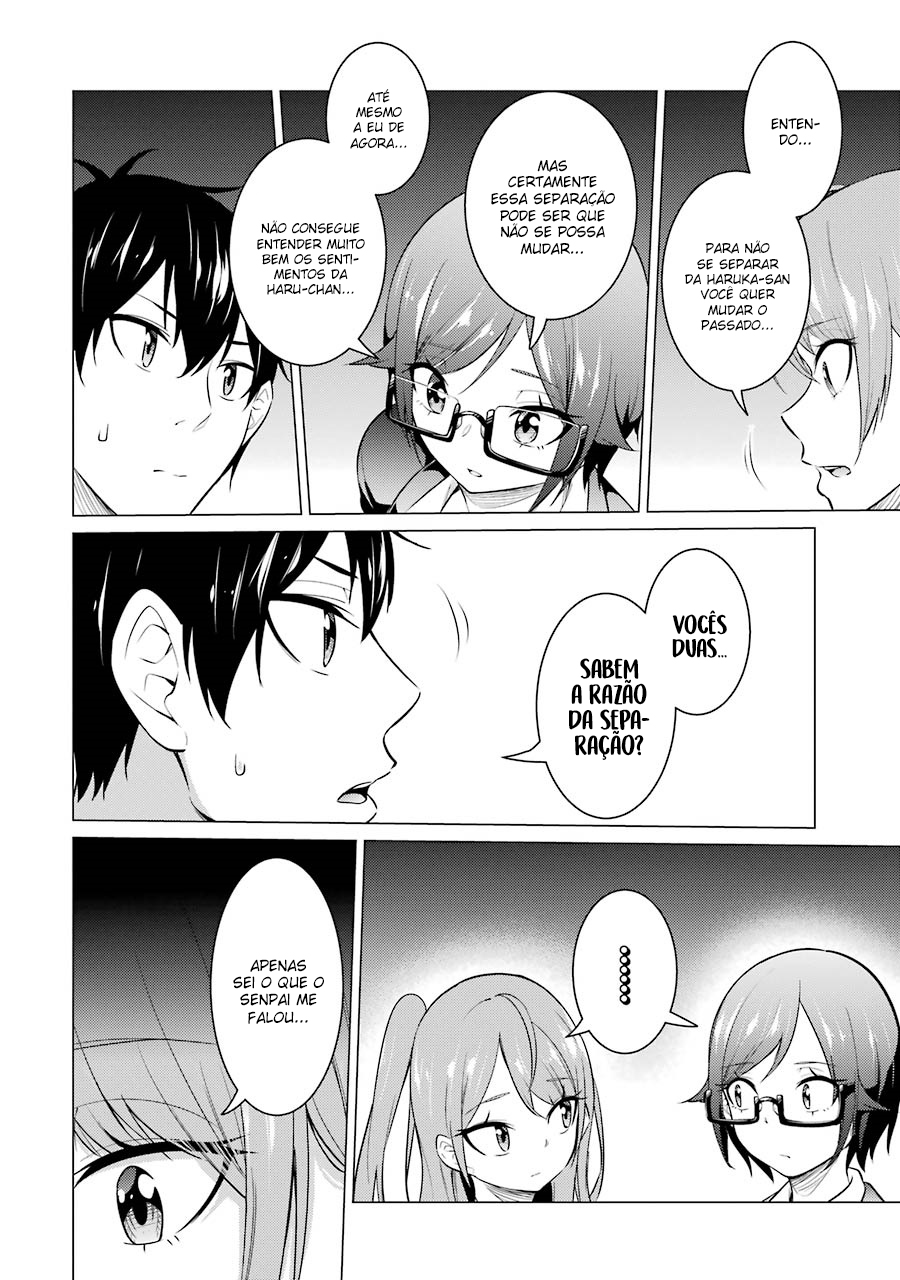 ENTEN-
DO...
PARA NÃO
SE SEPARAR
DA HARUKA-SAN
VOCÊ QUER
MUDAR O
PASSADO...
MAS
CERTAMENTE
ESSA SEPARAÇÃO
PODE SER QUE
NÃO SE POSSA
MUDAR...
ATÉ
MESMO
A EU DE
AGORA...
NÃO CONSEGUE
ENTENDER MUITO
BEM OS SENTI-
MENTOS DA
HARU-CHAN...
VOCÊS
DUAS...
SABEM
A RAZÃO
DA SEPA-
RAÇÃO?
......
APENAS
SEI O QUE O
SENPAI ME
FALOU...